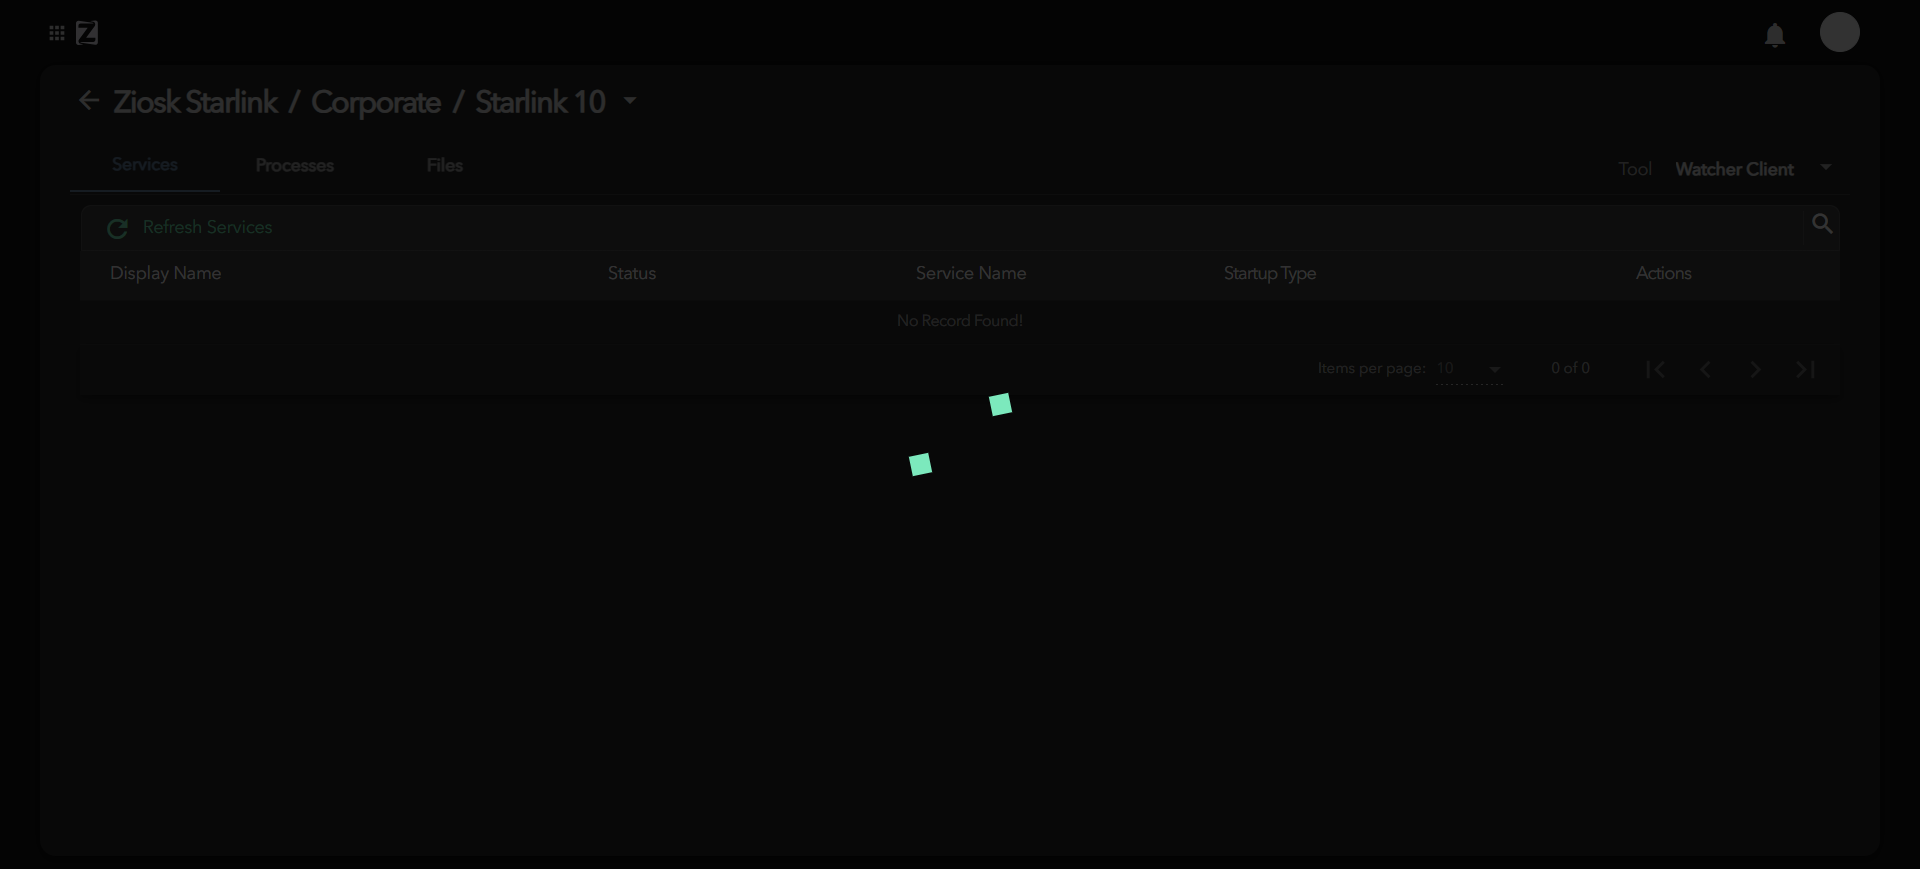 Z
Ziosk Starlink / Corporate / Starlink 10
Services Processes Files Tool Watcher Client
Refresh Services
Display Name Status Service Name Startup Type Actions
No Record Found!
Items per page: 10 0 of 0